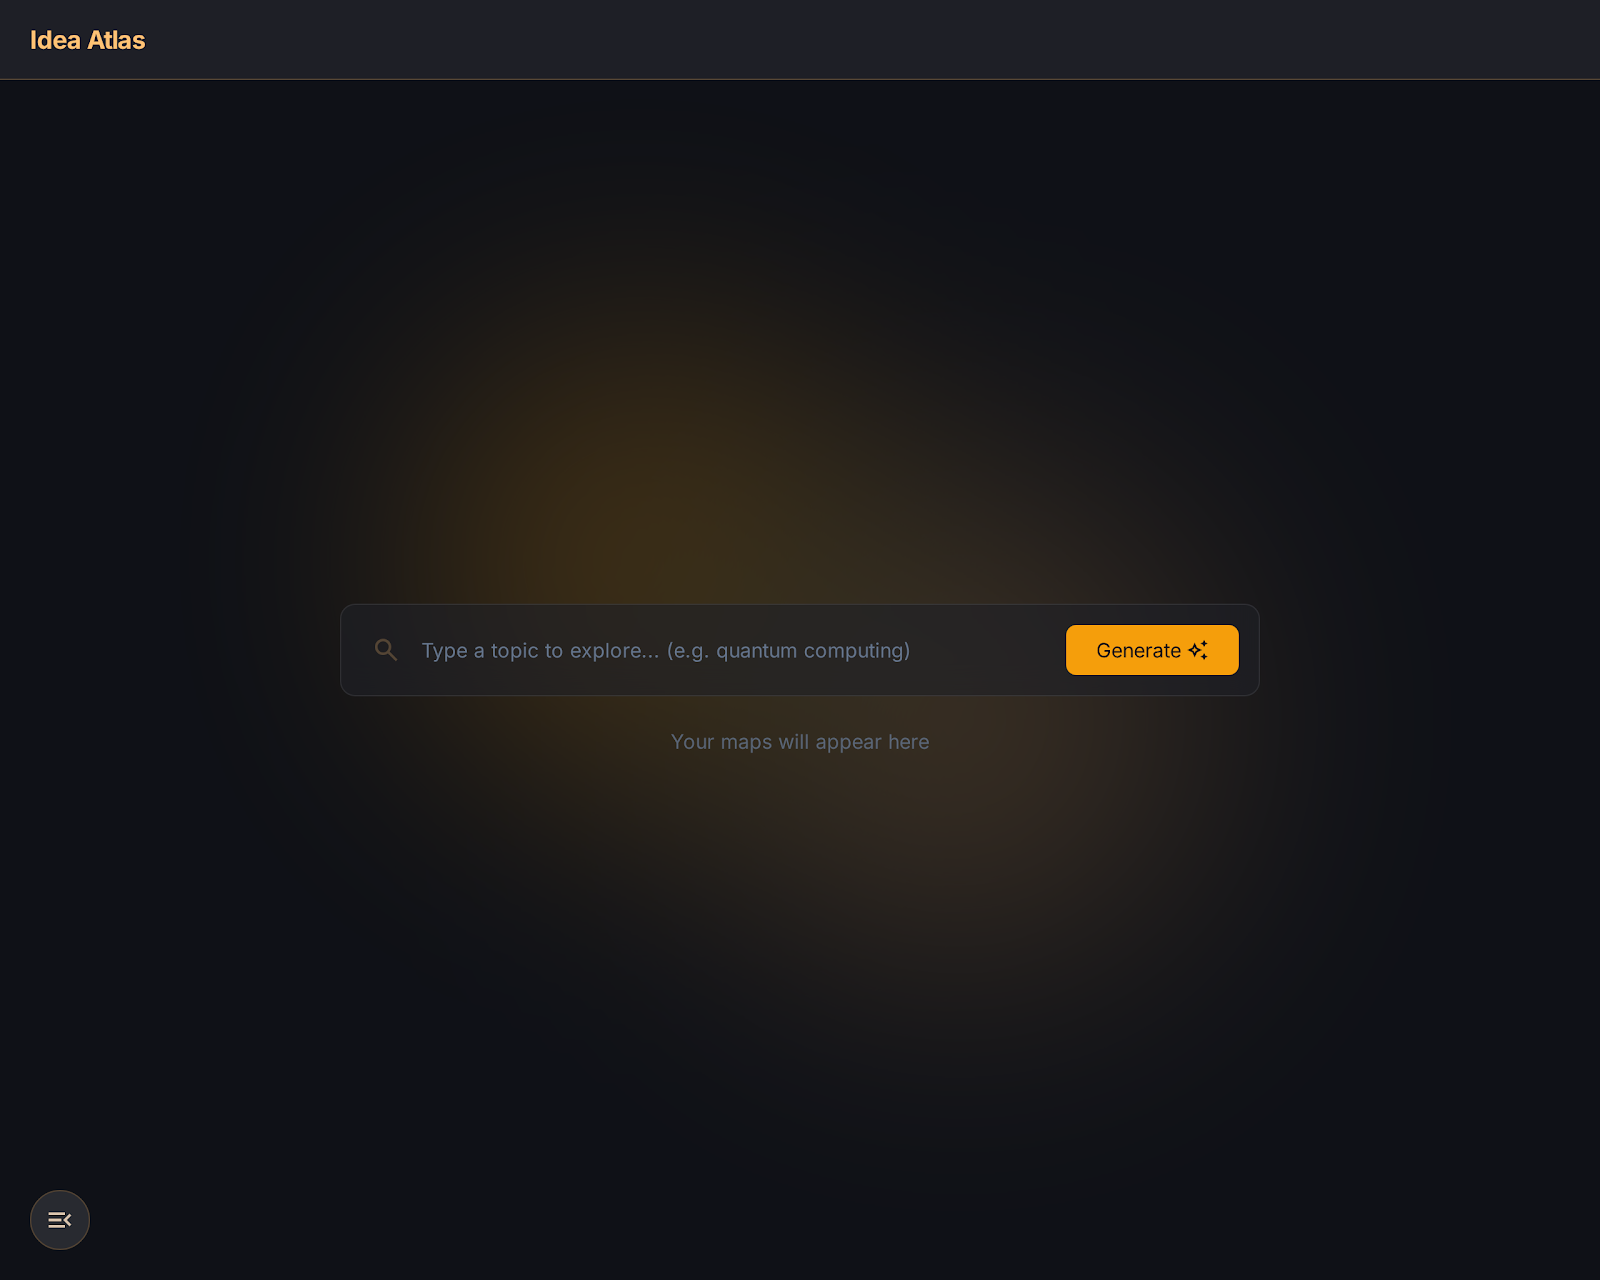 Idea Atlas
Type a topic to explore... (e.g. quantum computing)
Generate
Your maps will appear here